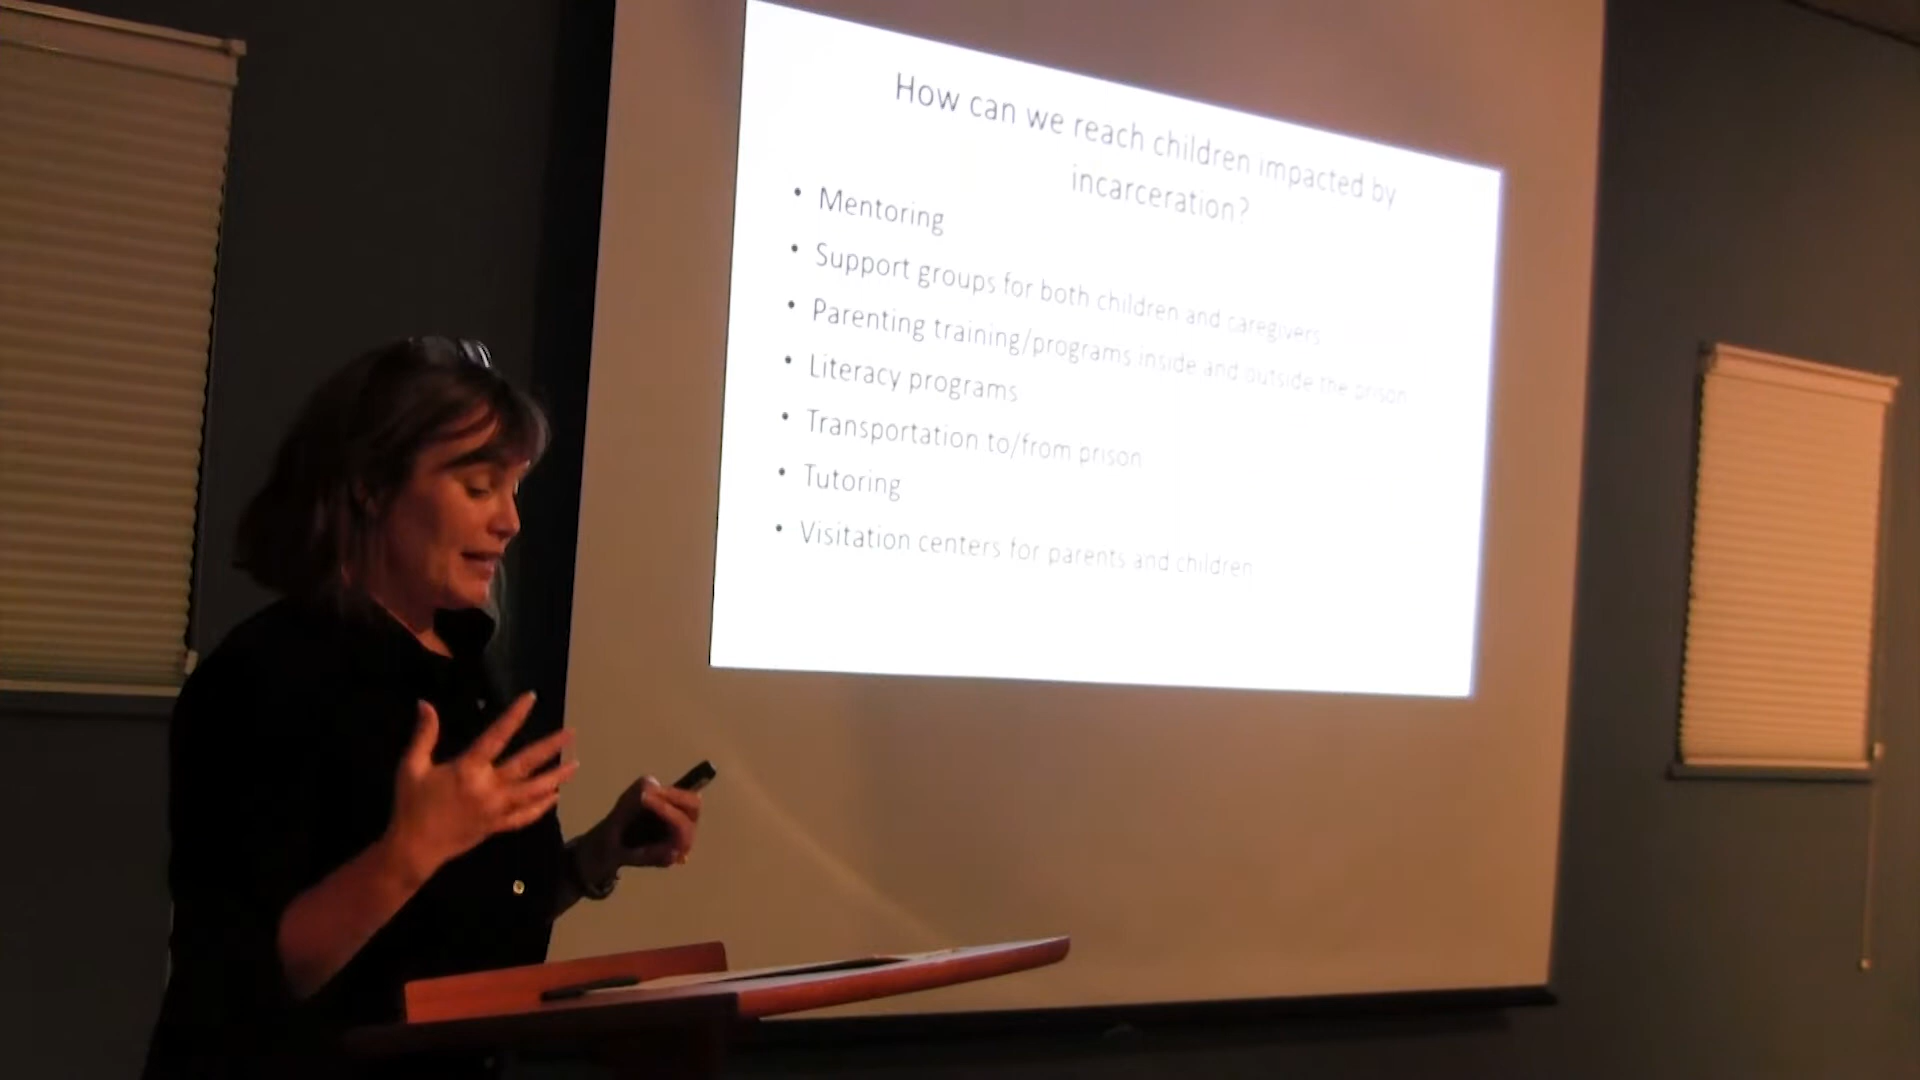 How can we reach children impacted by
incarceration?
• Mentoring
• Support groups for both children and caregivers
• Parenting training/programs inside and outside the prison
• Literacy programs
• Transportation to/from prison
• Tutoring
• Visitation centers for parents and children